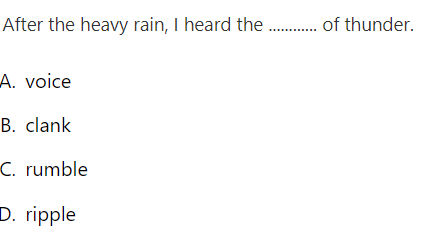 After the heavy rain, I heard the ............ of thunder.
A. voice
B. clank
C. rumble
D. ripple